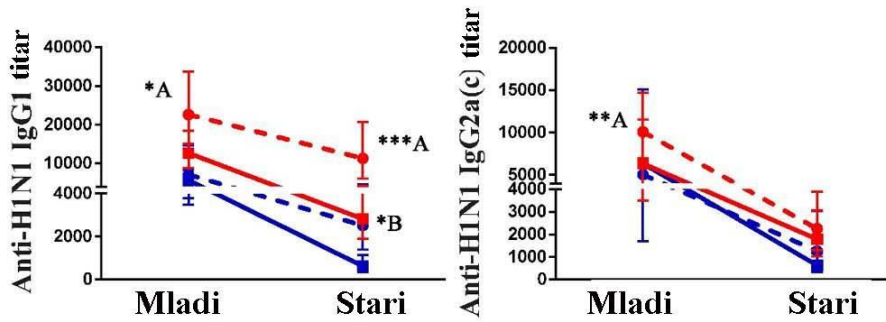 Anti-H1N1 IgG1 titar
40000
30000
20000
10000
4000
2000
0
*A
***A
*B
Mladi
Stari
Anti-H1N1 IgG2a(c) titar
20000
15000
10000
5000
4000
3000
2000
1000
0
**A
Mladi
Stari